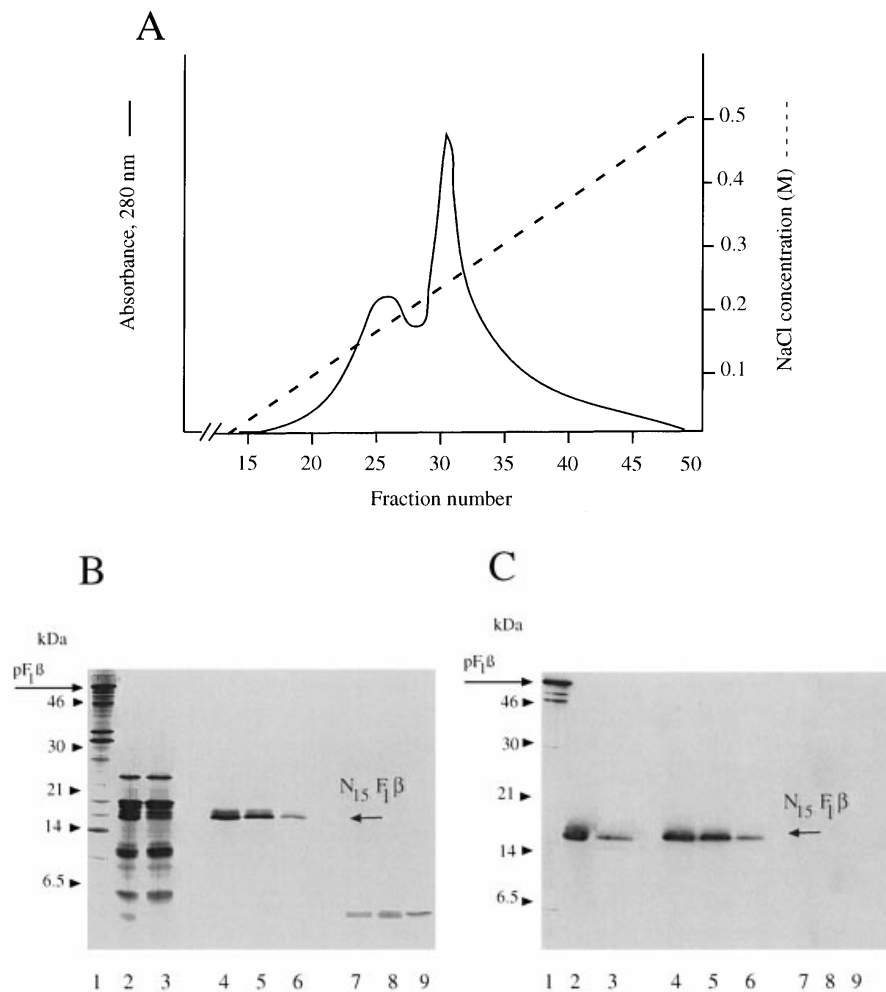 A
Absorbance, 280 nm
0.5
0.4
0.3
0.2
0.1
NaCl concentration (M)
15 20 25 30 35 40 45 50
Fraction number
B
kDa
pF1β
46
30
21
14
6.5
N15 F1β
1 2 3 4 5 6 7 8 9
C
kDa
pF1β
46
30
21
14
6.5
N15 F1β
1 2 3 4 5 6 7 8 9